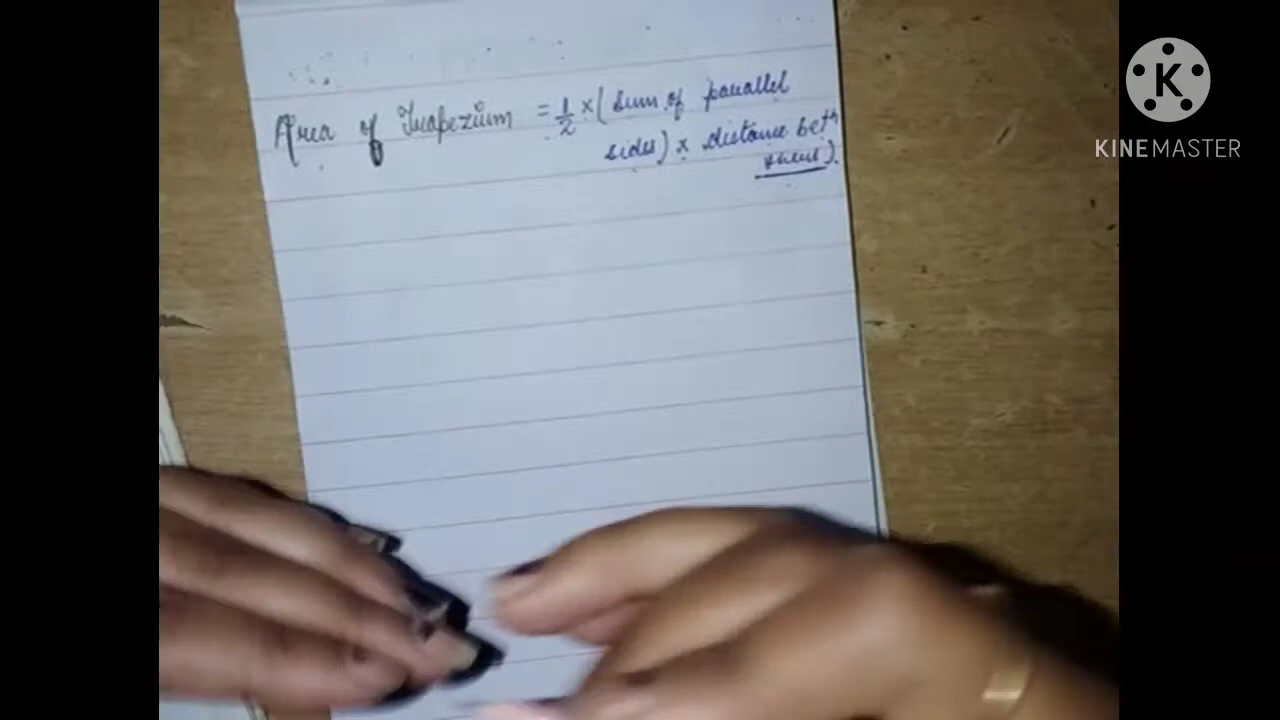 Area of Trapezium = 1/2 × ( sum of parallel
sides) × distance betn
them).
K
KINEMASTER